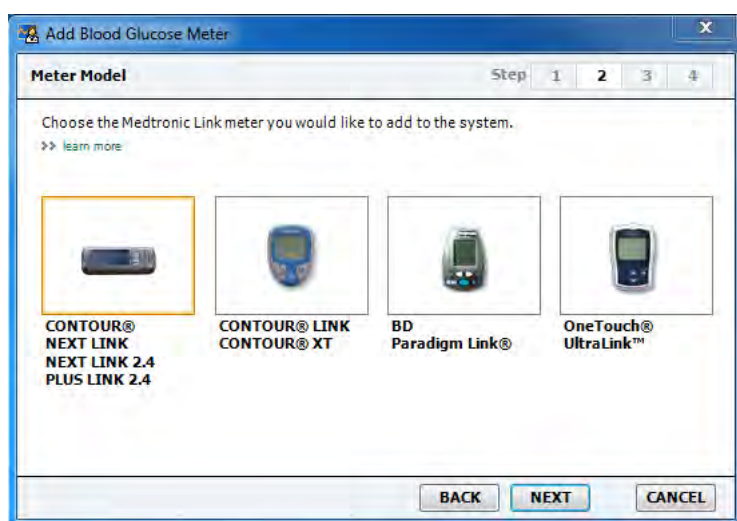 Add Blood Glucose Meter
X
Meter Model
Step 1 2 3 4
Choose the Medtronic Link meter you would like to add to the system.
>> learn more
CONTOUR®
NEXT LINK
NEXT LINK 2.4
PLUS LINK 2.4
CONTOUR® LINK
CONTOUR® XT
BD
Paradigm Link®
OneTouch®
UltraLink™
BACK NEXT CANCEL